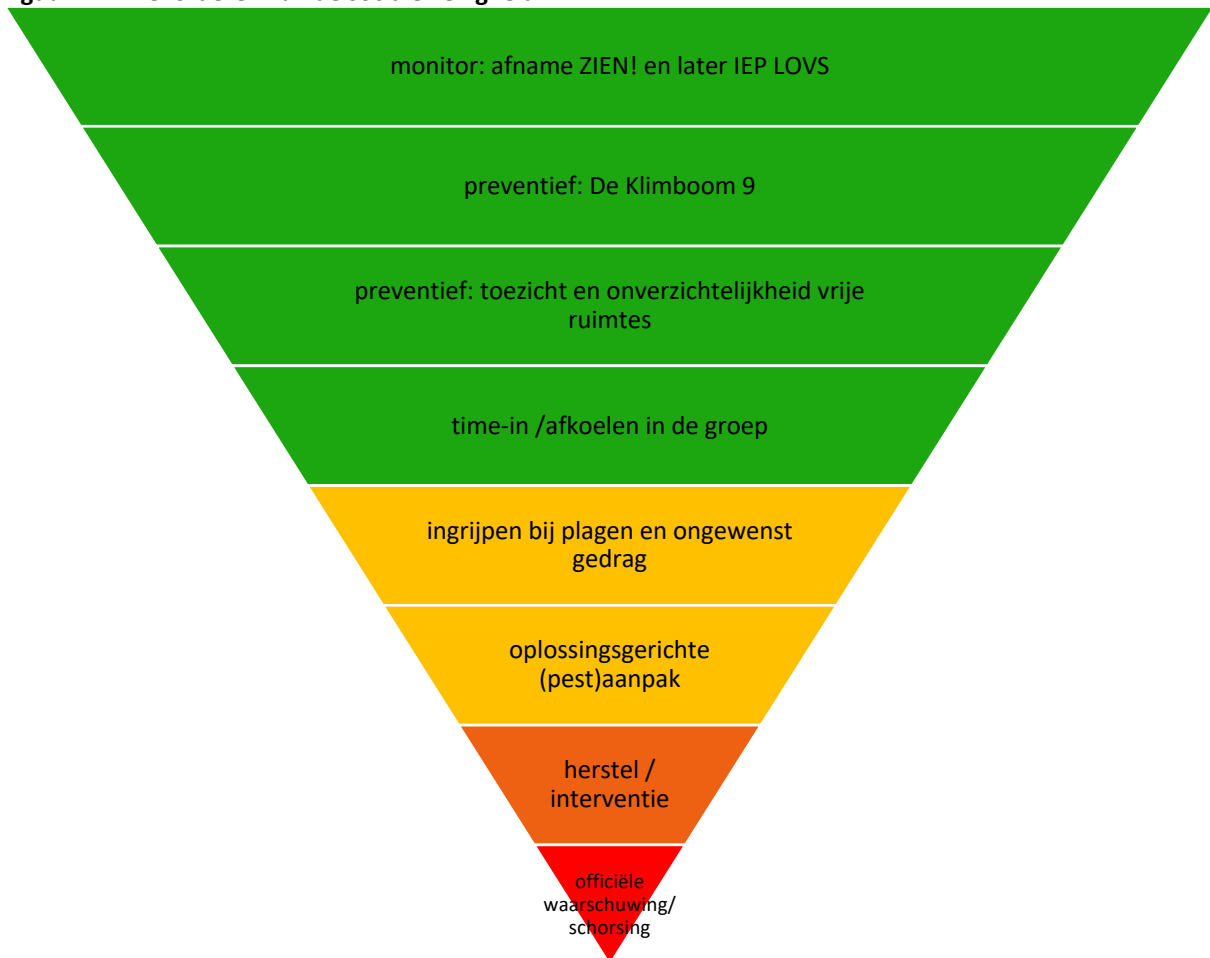 monitor: afname ZIEN! en later IEP LOVS
preventief: De Klimboom 9
preventief: toezicht en onverzichtelijkheid vrije
ruimtes
time-in /afkoelen in de groep
ingrijpen bij plagen en ongewenst
gedrag
oplossingsgerichte
(pest)aanpak
herstel /
interventie
officiële
waarschuwing/
schorsing